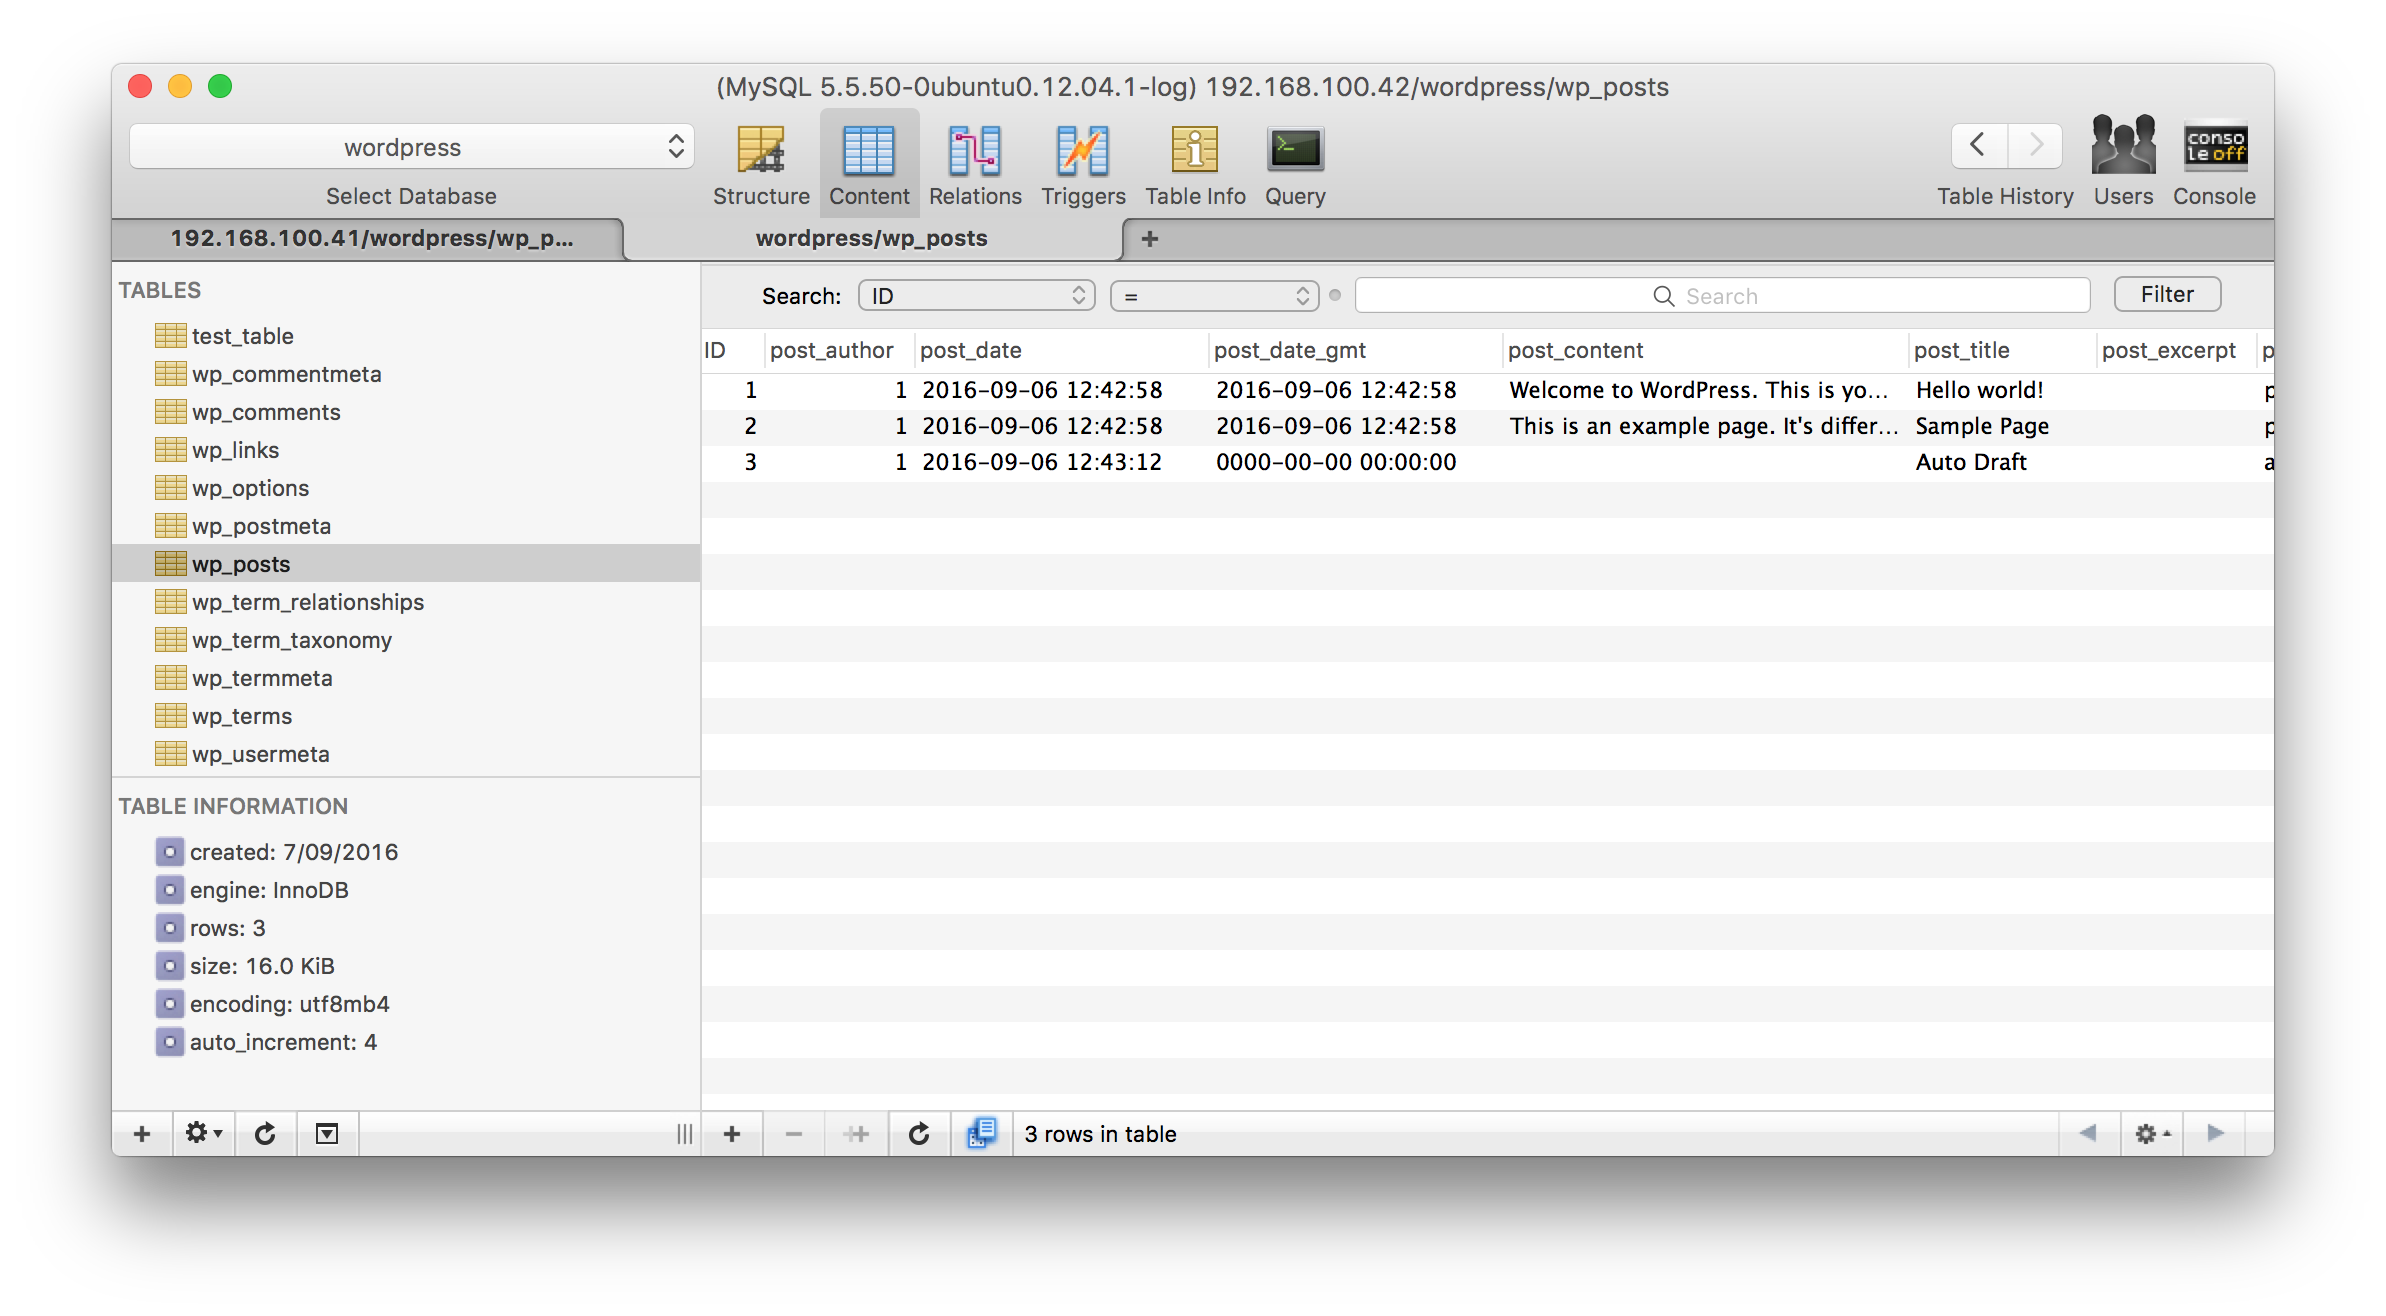 (MySQL 5.5.50-0ubuntu0.12.04.1-log) 192.168.100.42/wordpress/wp_posts
wordpress
conso
le off
Select Database
Structure Content Relations Triggers Table Info Query
Table History Users Console
192.168.100.41/wordpress/wp_p... wordpress/wp_posts +
TABLES
test_table
wp_commentmeta
wp_comments
wp_links
wp_options
wp_postmeta
wp_posts
wp_term_relationships
wp_term_taxonomy
wp_termmeta
wp_terms
wp_usermeta
TABLE INFORMATION
created: 7/09/2016
engine: InnoDB
rows: 3
size: 16.0 KiB
encoding: utf8mb4
auto_increment: 4
Search: ID = Search Filter
ID post_author post_date post_date_gmt post_content post_title post_excerpt p
1 1 2016-09-06 12:42:58 2016-09-06 12:42:58 Welcome to WordPress. This is yo... Hello world! p
2 1 2016-09-06 12:42:58 2016-09-06 12:42:58 This is an example page. It's differ... Sample Page p
3 1 2016-09-06 12:43:12 0000-00-00 00:00:00 Auto Draft a
3 rows in table